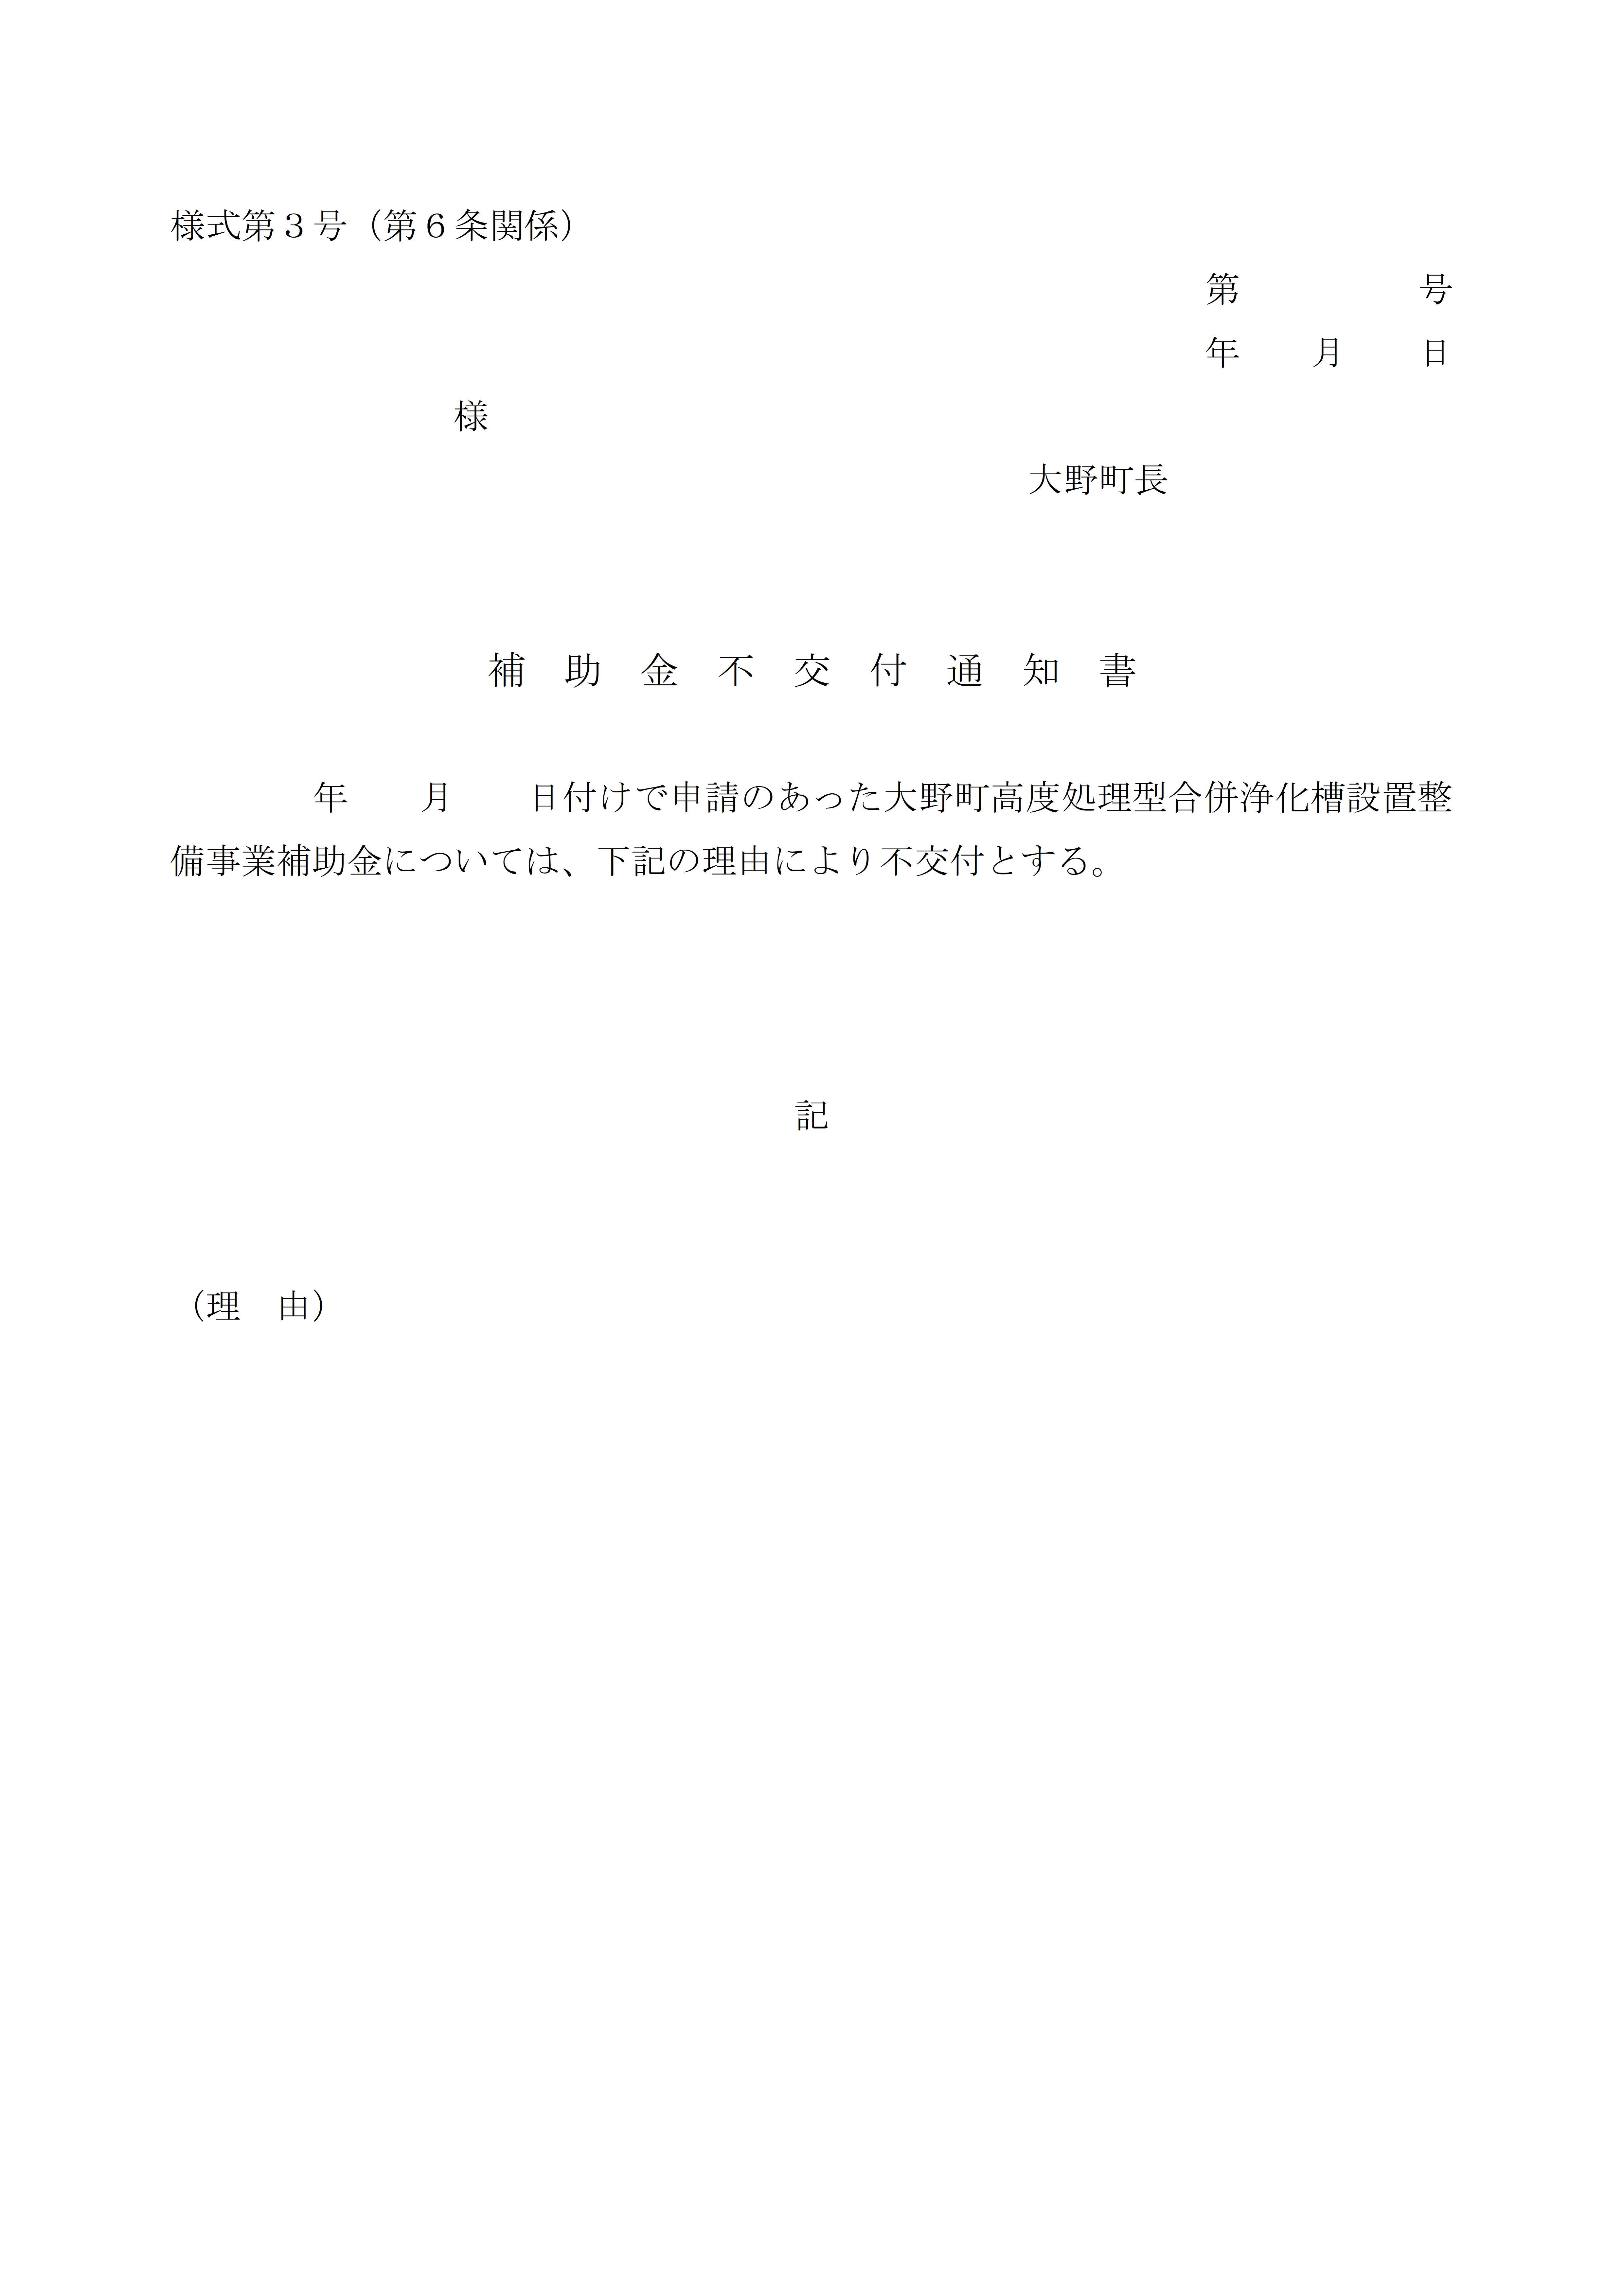 様式第３号（第６条関係）
第　　　　　号
年　　月　　日
様
大野町長
補　助　金　不　交　付　通　知　書
年　　月　　日付けで申請のあった大野町高度処理型合併浄化槽設置整
備事業補助金については、下記の理由により不交付とする。
記
（理　由）